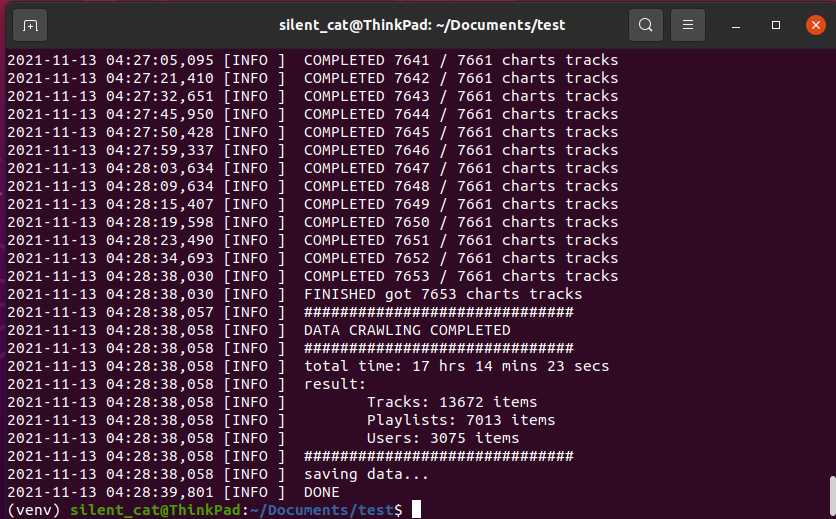 silent_cat@ThinkPad: ~/Documents/test
2021-11-13 04:27:05,095 [INFO ]  COMPLETED 7641 / 7661 charts tracks
2021-11-13 04:27:21,410 [INFO ]  COMPLETED 7642 / 7661 charts tracks
2021-11-13 04:27:32,651 [INFO ]  COMPLETED 7643 / 7661 charts tracks
2021-11-13 04:27:45,950 [INFO ]  COMPLETED 7644 / 7661 charts tracks
2021-11-13 04:27:50,428 [INFO ]  COMPLETED 7645 / 7661 charts tracks
2021-11-13 04:27:59,337 [INFO ]  COMPLETED 7646 / 7661 charts tracks
2021-11-13 04:28:03,634 [INFO ]  COMPLETED 7647 / 7661 charts tracks
2021-11-13 04:28:09,634 [INFO ]  COMPLETED 7648 / 7661 charts tracks
2021-11-13 04:28:15,407 [INFO ]  COMPLETED 7649 / 7661 charts tracks
2021-11-13 04:28:19,598 [INFO ]  COMPLETED 7650 / 7661 charts tracks
2021-11-13 04:28:23,490 [INFO ]  COMPLETED 7651 / 7661 charts tracks
2021-11-13 04:28:34,693 [INFO ]  COMPLETED 7652 / 7661 charts tracks
2021-11-13 04:28:38,030 [INFO ]  COMPLETED 7653 / 7661 charts tracks
2021-11-13 04:28:38,030 [INFO ]  FINISHED got 7653 charts tracks
2021-11-13 04:28:38,057 [INFO ]  ##############################
2021-11-13 04:28:38,058 [INFO ]  DATA CRAWLING COMPLETED
2021-11-13 04:28:38,058 [INFO ]  ##############################
2021-11-13 04:28:38,058 [INFO ]  total time: 17 hrs 14 mins 23 secs
2021-11-13 04:28:38,058 [INFO ]  result:
2021-11-13 04:28:38,058 [INFO ]         Tracks: 13672 items
2021-11-13 04:28:38,058 [INFO ]         Playlists: 7013 items
2021-11-13 04:28:38,058 [INFO ]         Users: 3075 items
2021-11-13 04:28:38,058 [INFO ]  ##############################
2021-11-13 04:28:38,058 [INFO ]  saving data...
2021-11-13 04:28:39,801 [INFO ]  DONE
(venv) silent_cat@ThinkPad:~/Documents/test$